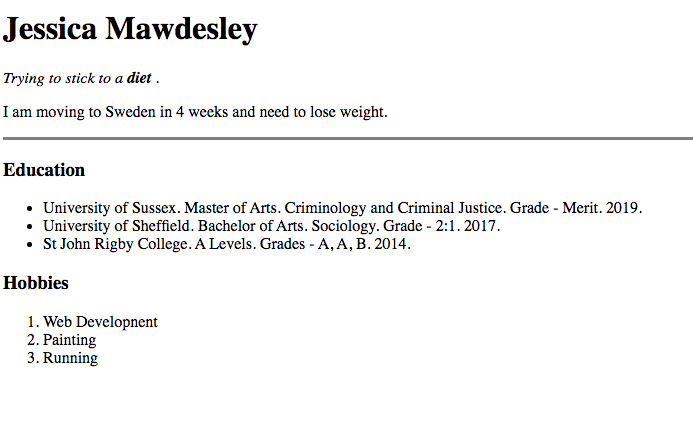 Jessica Mawdesley
Trying to stick to a diet .
I am moving to Sweden in 4 weeks and need to lose weight.
Education
• University of Sussex. Master of Arts. Criminology and Criminal Justice. Grade - Merit. 2019.
• University of Sheffield. Bachelor of Arts. Sociology. Grade - 2:1. 2017.
• St John Rigby College. A Levels. Grades - A, A, B. 2014.
Hobbies
1. Web Developnent
2. Painting
3. Running